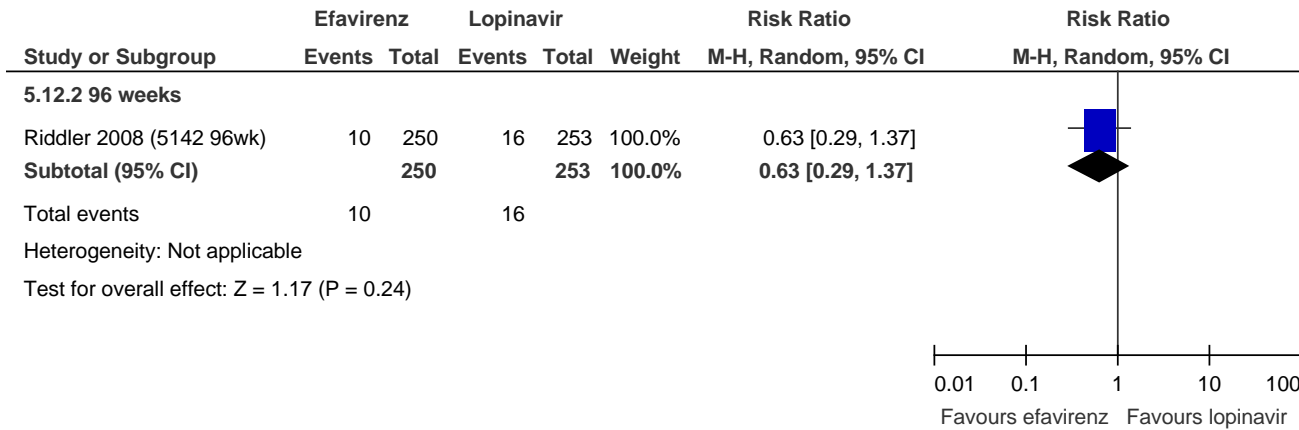 Efavirenz Lopinavir Risk Ratio Risk Ratio
Study or Subgroup Events Total Events Total Weight M-H, Random, 95% CI M-H, Random, 95% CI
5.12.2 96 weeks
Riddler 2008 (5142 96wk) 10 250 16 253 100.0% 0.63 [0.29, 1.37]
Subtotal (95% CI) 250 253 100.0% 0.63 [0.29, 1.37]
Total events 10 16
Heterogeneity: Not applicable
Test for overall effect: Z = 1.17 (P = 0.24)
0.01 0.1 1 10 100
Favours efavirenz Favours lopinavir